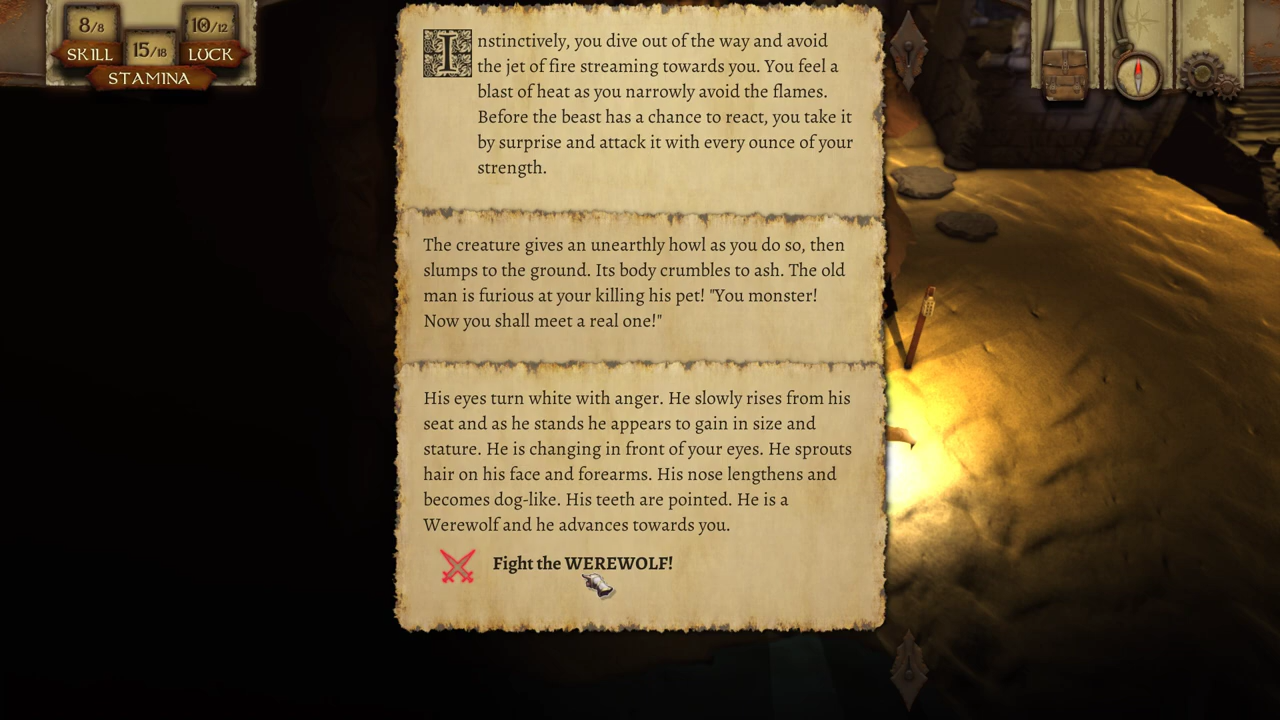 8/8
10/12
SKILL
15/18
LUCK
STAMINA
Instinctively, you dive out of the way and avoid
the jet of fire streaming towards you. You feel a
blast of heat as you narrowly avoid the flames.
Before the beast has a chance to react, you take it
by surprise and attack it with every ounce of your
strength.
The creature gives an unearthly howl as you do so, then
slumps to the ground. Its body crumbles to ash. The old
man is furious at your killing his pet! "You monster!
Now you shall meet a real one!"
His eyes turn white with anger. He slowly rises from his
seat and as he stands he appears to gain in size and
stature. He is changing in front of your eyes. He sprouts
hair on his face and forearms. His nose lengthens and
becomes dog-like. His teeth are pointed. He is a
Werewolf and he advances towards you.
Fight the WEREWOLF!